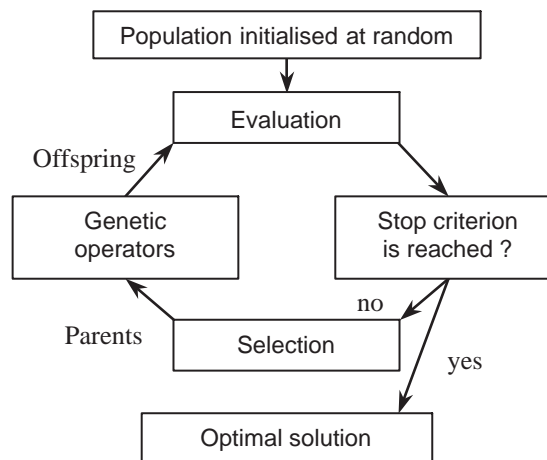 Population initialised at random
Evaluation
Offspring
Genetic
operators
Stop criterion
is reached ?
no
Parents
Selection
yes
Optimal solution